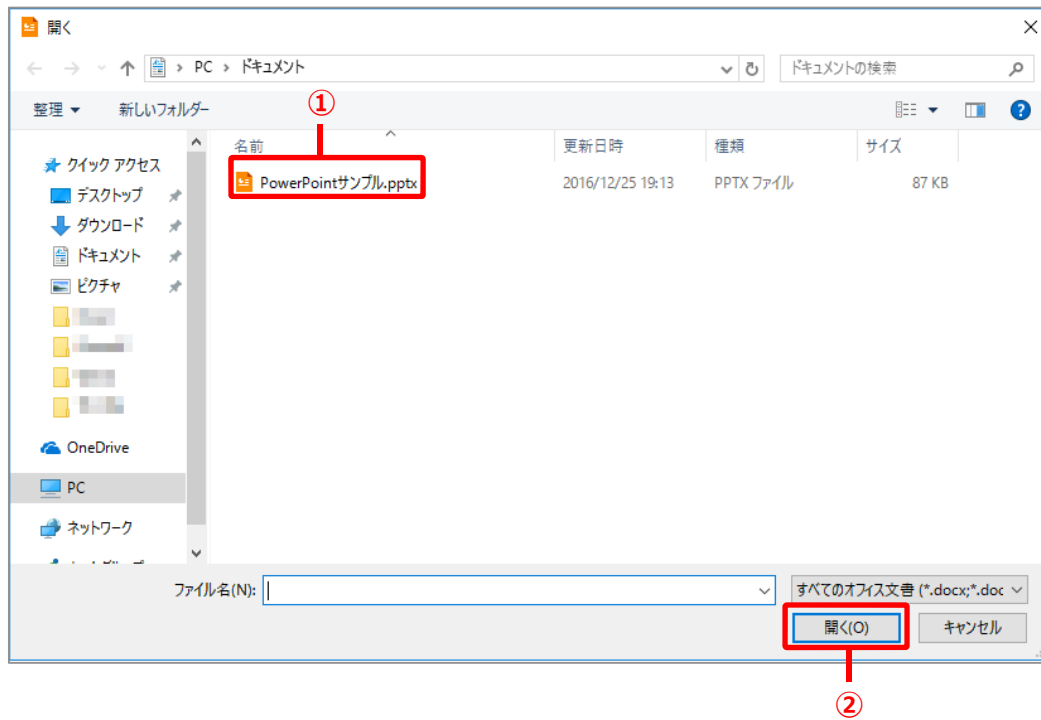 開く
PC › ドキュメント
ドキュメントの検索
整理 新しいフォルダー
①
名前 更新日時 種類 サイズ
PowerPointサンプル.pptx 2016/12/25 19:13 PPTX ファイル 87 KB
クイック アクセス
デスクトップ
ダウンロード
ドキュメント
ピクチャ
OneDrive
PC
ネットワーク
ファイル名(N):
すべてのオフィス文書 (*.docx;*.doc
開く(O) キャンセル
②